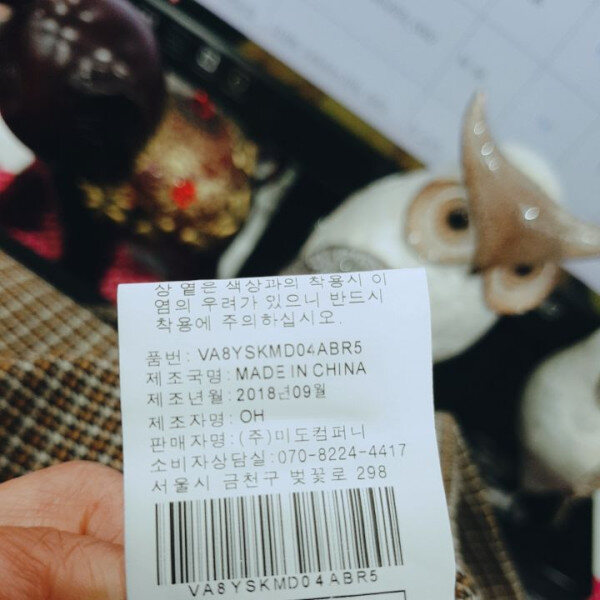 상 옅은 색상과의 착용시 이
염의 우려가 있으니 반드시
착용에 주의하십시오.
품번: VA8YSKMD04ABR5
제조국명: MADE IN CHINA
제조년월: 2018년09월
제조자명: OH
판매자명: (주)미도컴퍼니
소비자상담실:070-8224-4417
서울시 금천구 벚꽃로 298
VA8YSKMD04ABR5